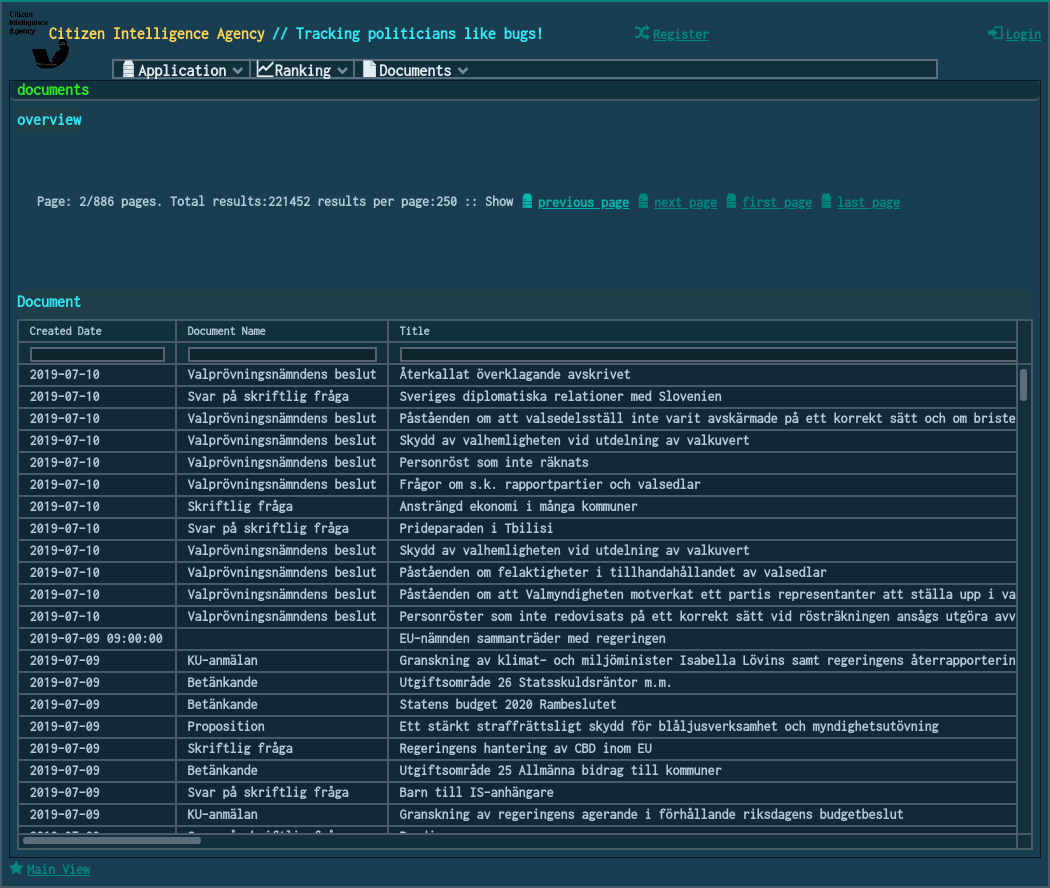 Citizen
Intelligence
Agency
Citizen Intelligence Agency // Tracking politicians like bugs!
Register
Login
Application Ranking Documents
documents
overview
Page: 2/886 pages. Total results:221452 results per page:250 :: Show previous page next page first page last page
Document
Created Date Document Name Title
2019-07-10 Valprövningsnämndens beslut Återkallat överklagande avskrivet
2019-07-10 Svar på skriftlig fråga Sveriges diplomatiska relationer med Slovenien
2019-07-10 Valprövningsnämndens beslut Påståenden om att valsedelsställ inte varit avskärmade på ett korrekt sätt och om briste
2019-07-10 Valprövningsnämndens beslut Skydd av valhemligheten vid utdelning av valkuvert
2019-07-10 Valprövningsnämndens beslut Personröst som inte räknats
2019-07-10 Valprövningsnämndens beslut Frågor om s.k. rapportpartier och valsedlar
2019-07-10 Skriftlig fråga Ansträngd ekonomi i många kommuner
2019-07-10 Svar på skriftlig fråga Prideparaden i Tbilisi
2019-07-10 Valprövningsnämndens beslut Skydd av valhemligheten vid utdelning av valkuvert
2019-07-10 Valprövningsnämndens beslut Påståenden om felaktigheter i tillhandahållandet av valsedlar
2019-07-10 Valprövningsnämndens beslut Påståenden om att Valmyndigheten motverkat ett partis representanter att ställa upp i va
2019-07-10 Valprövningsnämndens beslut Personröster som inte redovisats på ett korrekt sätt vid rösträkningen ansågs utgöra avv
2019-07-09 09:00:00 EU-nämnden sammanträder med regeringen
2019-07-09 KU-anmälan Granskning av klimat- och miljöminister Isabella Lövins samt regeringens återrapporterin
2019-07-09 Betänkande Utgiftsområde 26 Statsskuldsräntor m.m.
2019-07-09 Betänkande Statens budget 2020 Rambeslutet
2019-07-09 Proposition Ett stärkt straffrättsligt skydd för blåljusverksamhet och myndighetsutövning
2019-07-09 Skriftlig fråga Regeringens hantering av CBD inom EU
2019-07-09 Betänkande Utgiftsområde 25 Allmänna bidrag till kommuner
2019-07-09 Svar på skriftlig fråga Barn till IS-anhängare
2019-07-09 KU-anmälan Granskning av regeringens agerande i förhållande riksdagens budgetbeslut
Main View